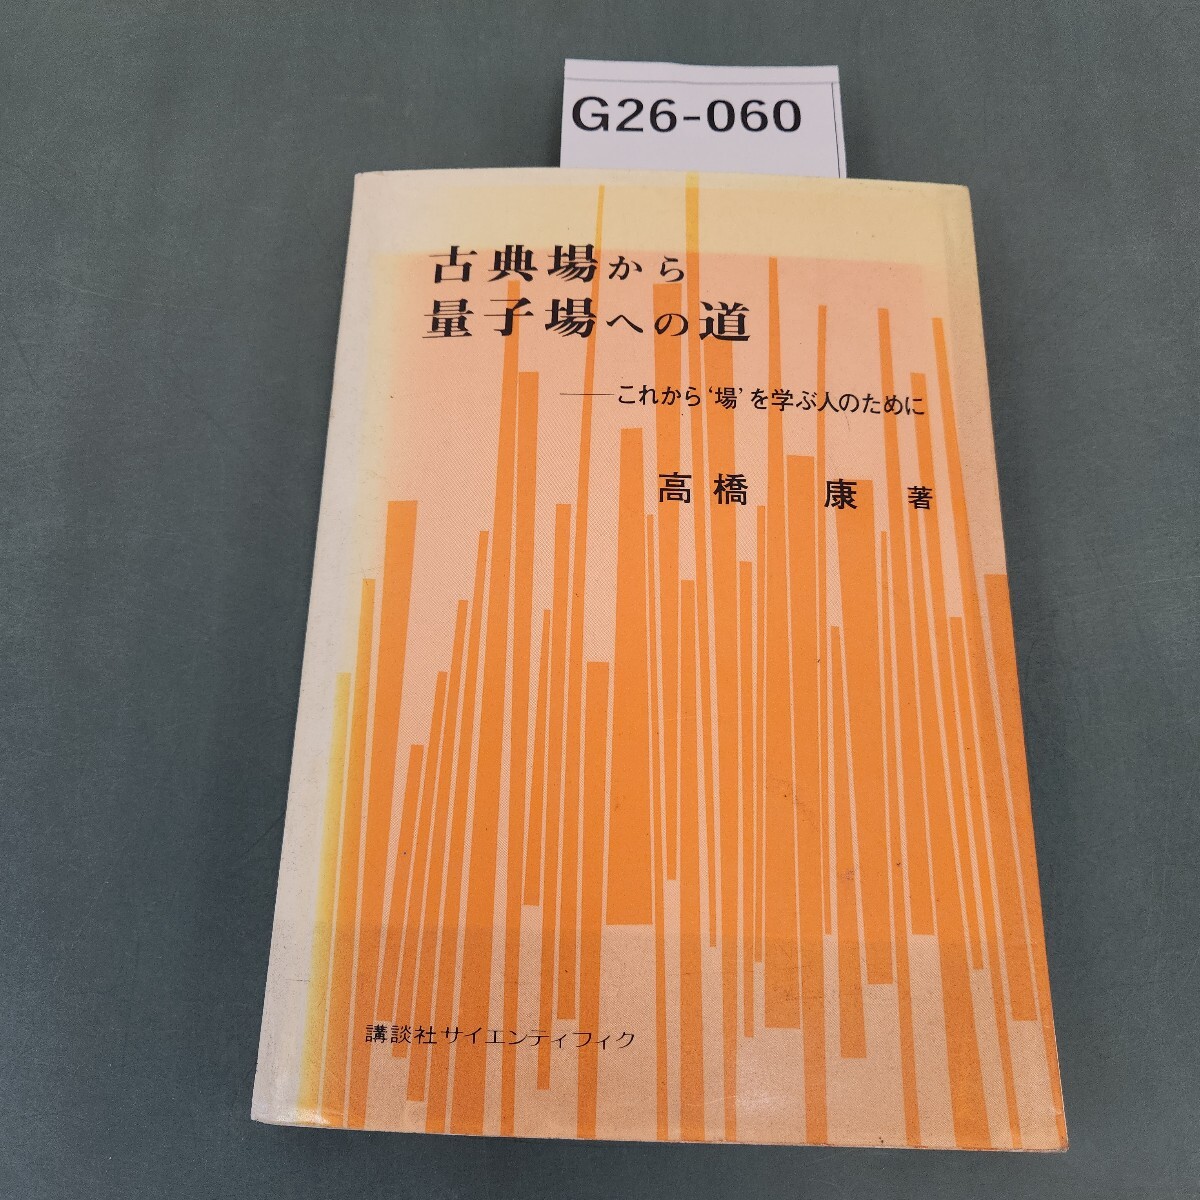 G26-060
古典場から
量子場への道
——これから‘場’を学ぶ人のために
高橋 康 著
講談社サイエンティフィク